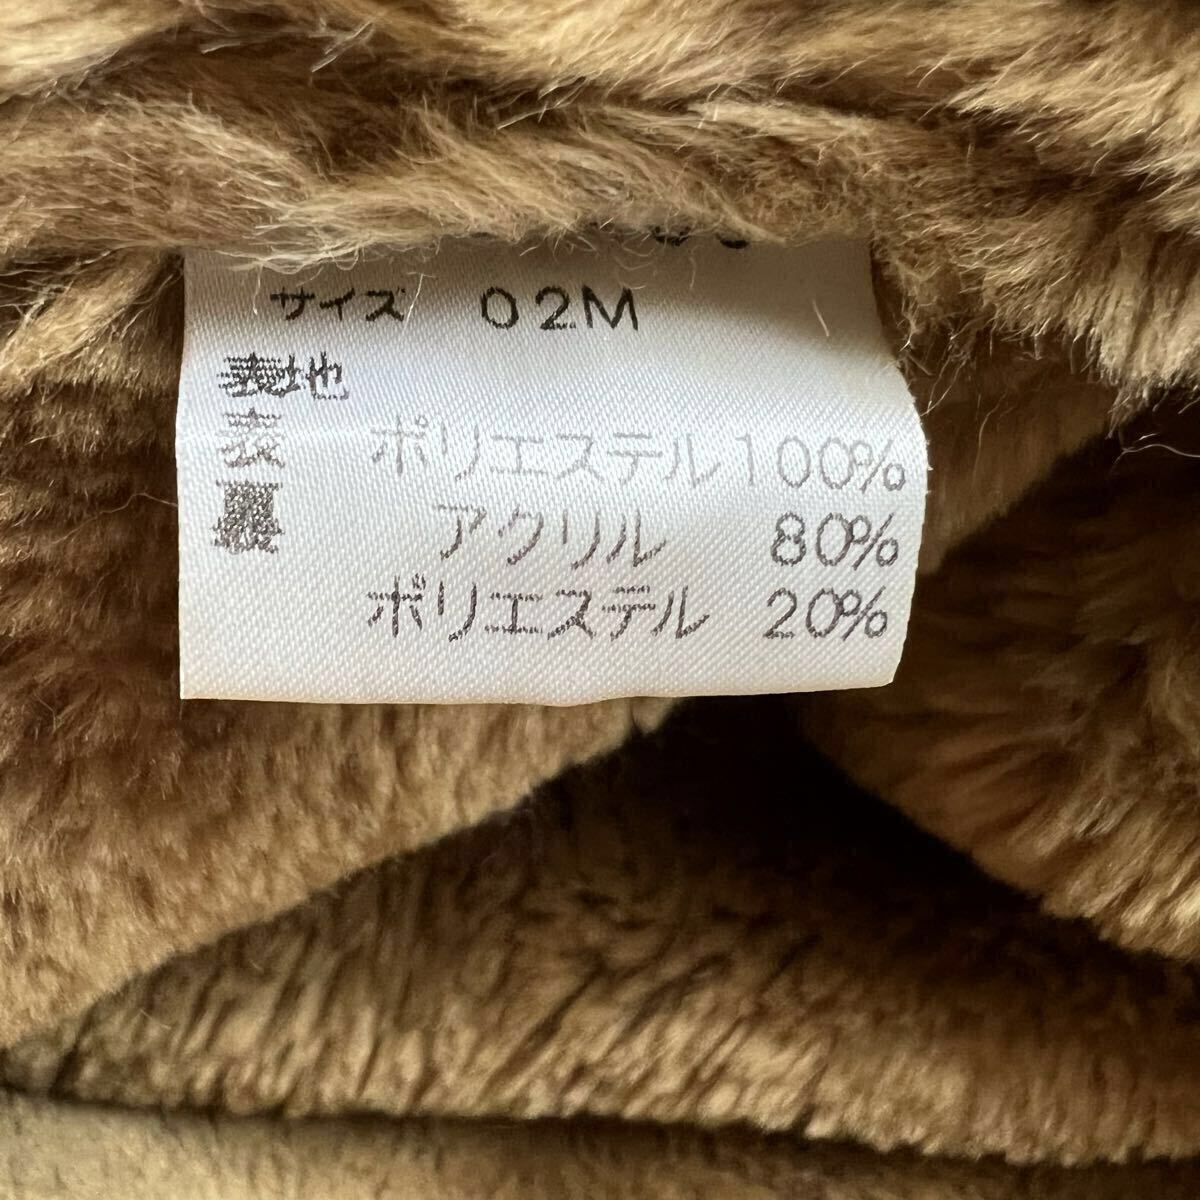 サイズ 02M
表地
表 ポリエステル100%
裏 アクリル 80%
ポリエステル 20%